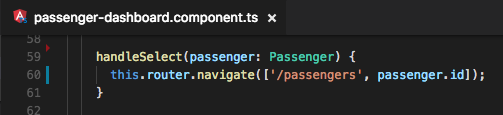 passenger-dashboard.component.ts
58
59 handleSelect(passenger: Passenger) {
60 this.router.navigate(['/passengers', passenger.id]);
61 }
62